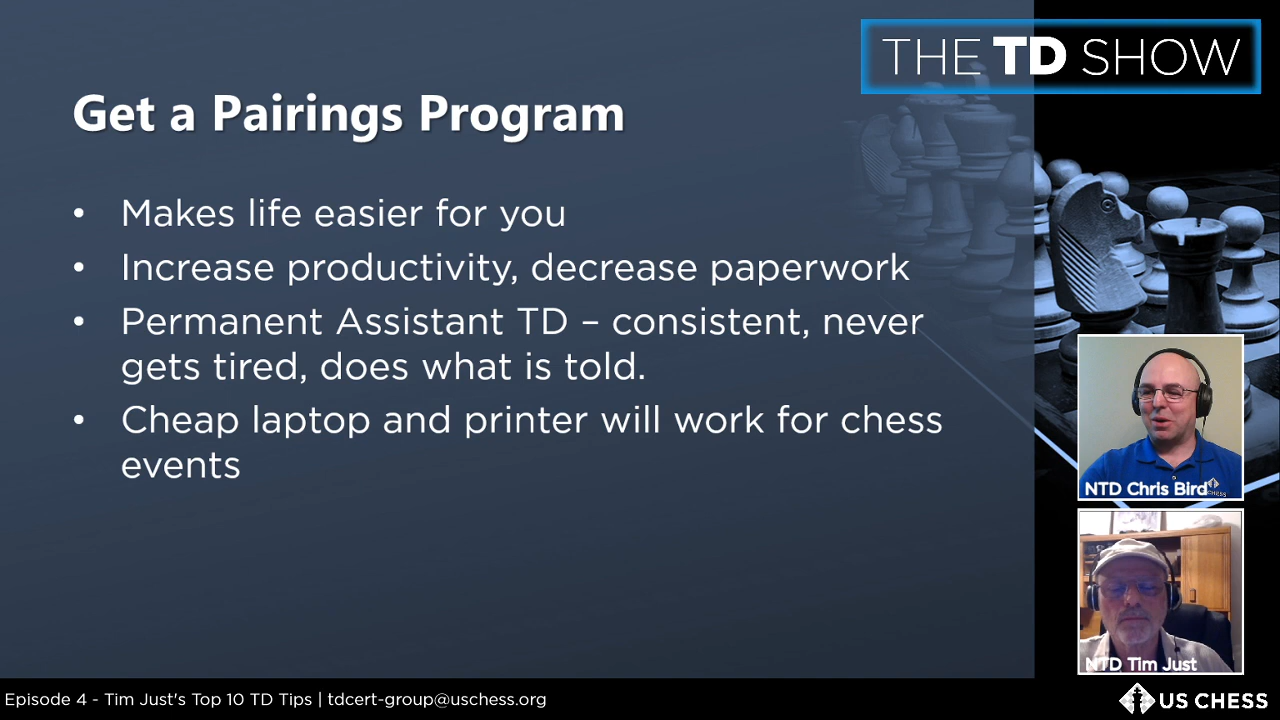 THE TD SHOW
Get a Pairings Program
• Makes life easier for you
• Increase productivity, decrease paperwork
• Permanent Assistant TD – consistent, never
gets tired, does what is told.
• Cheap laptop and printer will work for chess
events
NTD Chris Bird
CHESS
NTD Tim Just
Episode 4 - Tim Just's Top 10 TD Tips | tdcert-group@uschess.org
US CHESS